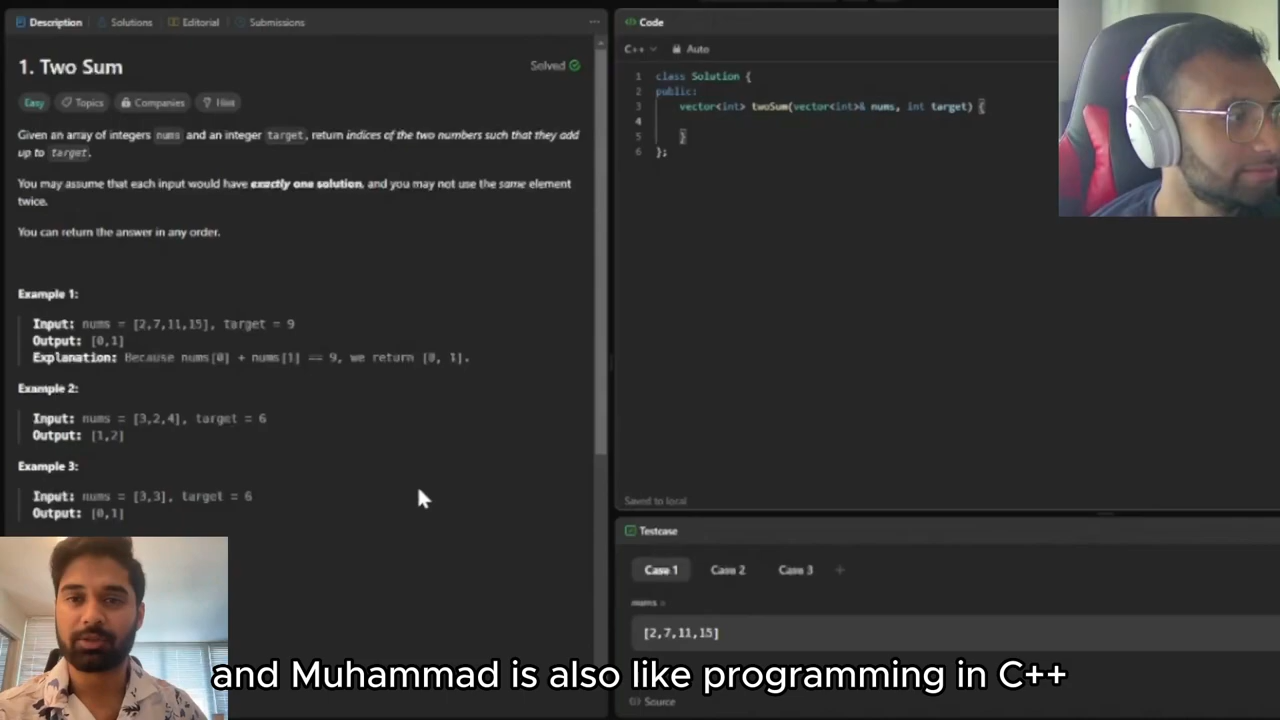 Description Solutions Editorial Submissions
1. Two Sum
Solved
Easy Topics Companies Hint
Given an array of integers nums and an integer target, return indices of the two numbers such that they add
up to target.
You may assume that each input would have exactly one solution, and you may not use the same element
twice.
You can return the answer in any order.
Example 1:
Input: nums = [2,7,11,15], target = 9
Output: [0,1]
Explanation: Because nums[0] + nums[1] == 9, we return [0, 1].
Example 2:
Input: nums = [3,2,4], target = 6
Output: [1,2]
Example 3:
Input: nums = [3,3], target = 6
Output: [0,1]
Code
C++ Auto
1 class Solution {
2 public:
3 vector<int> twoSum(vector<int>& nums, int target) {
4
5 }
6 };
Saved to local
Testcase
Case 1 Case 2 Case 3 +
nums =
[2,7,11,15]
and Muhammad is also like programming in C++
Source